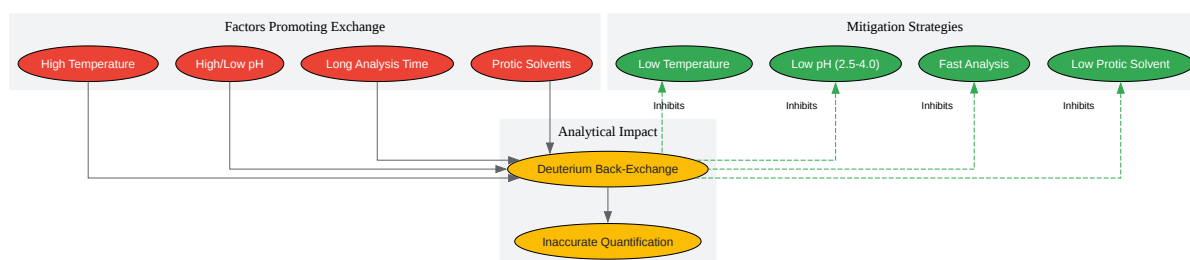 Factors Promoting Exchange
Mitigation Strategies
High Temperature
High/Low pH
Long Analysis Time
Protic Solvents
Low Temperature
Low pH (2.5-4.0)
Fast Analysis
Low Protic Solvent
Inhibits
Inhibits
Inhibits
Inhibits
Analytical Impact
Deuterium Back-Exchange
Inaccurate Quantification